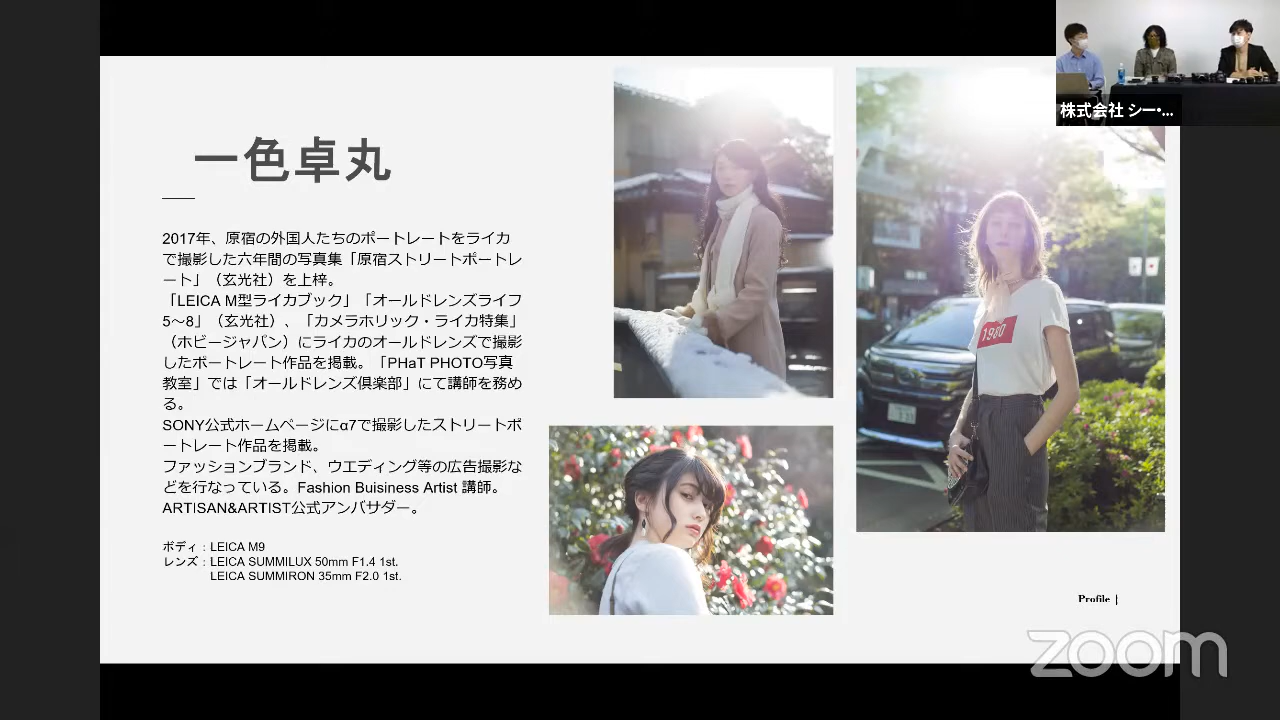 株式会社 シー・...
一色卓丸
2017年、原宿の外国人たちのポートレートをライカ
で撮影した六年間の写真集「原宿ストリートポートレ
ート」（玄光社）を上梓。
「LEICA M型ライカブック」「オールドレンズライフ
5〜8」（玄光社）、「カメラホリック・ライカ特集」
（ホビージャパン）にライカのオールドレンズで撮影
したポートレート作品を掲載。「PHaT PHOTO写真
教室」では「オールドレンズ倶楽部」にて講師を務め
る。
SONY公式ホームページにα7で撮影したストリートポ
ートレート作品を掲載。
ファッションブランド、ウエディング等の広告撮影な
どを行なっている。Fashion Buisiness Artist 講師。
ARTISAN&ARTIST公式アンバサダー。
ボディ：LEICA M9
レンズ：LEICA SUMMILUX 50mm F1.4 1st.
LEICA SUMMIRON 35mm F2.0 1st.
1980
Profile |
zoom